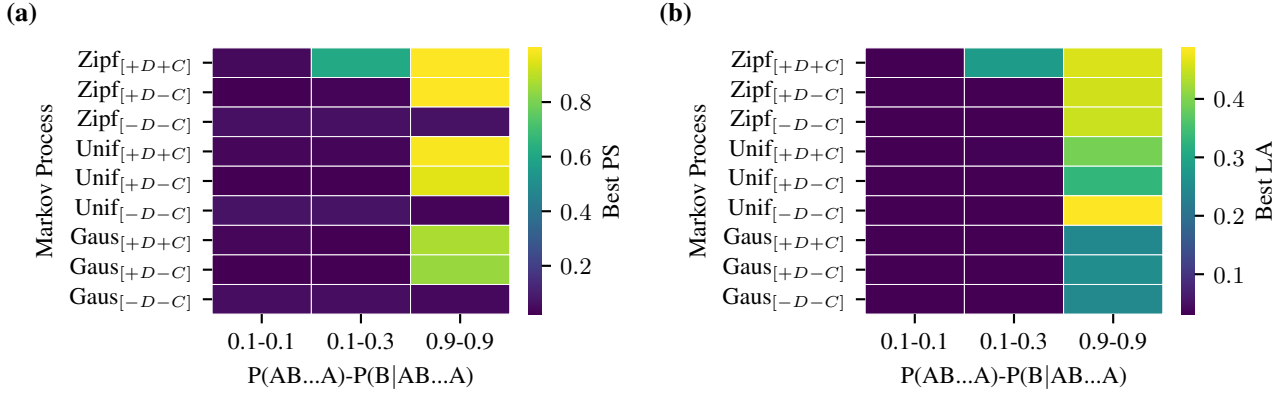 (a)
Markov Process
Zipf[+D+C]
Zipf[+D−C]
Zipf[−D−C]
Unif[+D+C]
Unif[+D−C]
Unif[−D−C]
Gaus[+D+C]
Gaus[+D−C]
Gaus[−D−C]
0.1-0.1 0.1-0.3 0.9-0.9
P(AB...A)-P(B|AB...A)
0.8
0.6
0.4
0.2
Best PS
(b)
Markov Process
Zipf[+D+C]
Zipf[+D−C]
Zipf[−D−C]
Unif[+D+C]
Unif[+D−C]
Unif[−D−C]
Gaus[+D+C]
Gaus[+D−C]
Gaus[−D−C]
0.1-0.1 0.1-0.3 0.9-0.9
P(AB...A)-P(B|AB...A)
0.4
0.3
0.2
0.1
Best LA